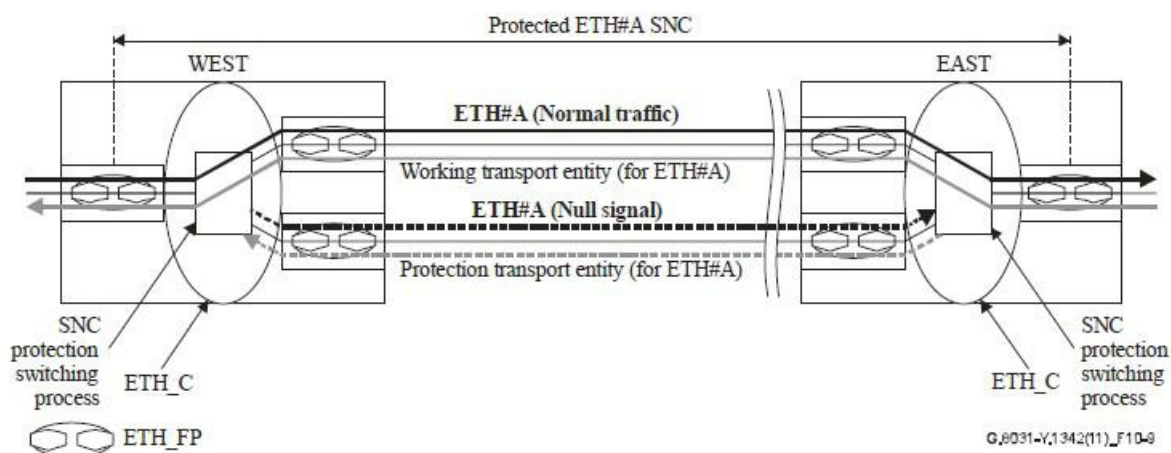 Protected ETH#A SNC
WEST
EAST
ETH#A (Normal traffic)
Working transport entity (for ETH#A)
ETH#A (Null signal)
Protection transport entity (for ETH#A)
SNC
protection
switching
process
ETH_C
ETH_C
SNC
protection
switching
process
ETH_FP
G.8031-Y.1342(11)_F10-9